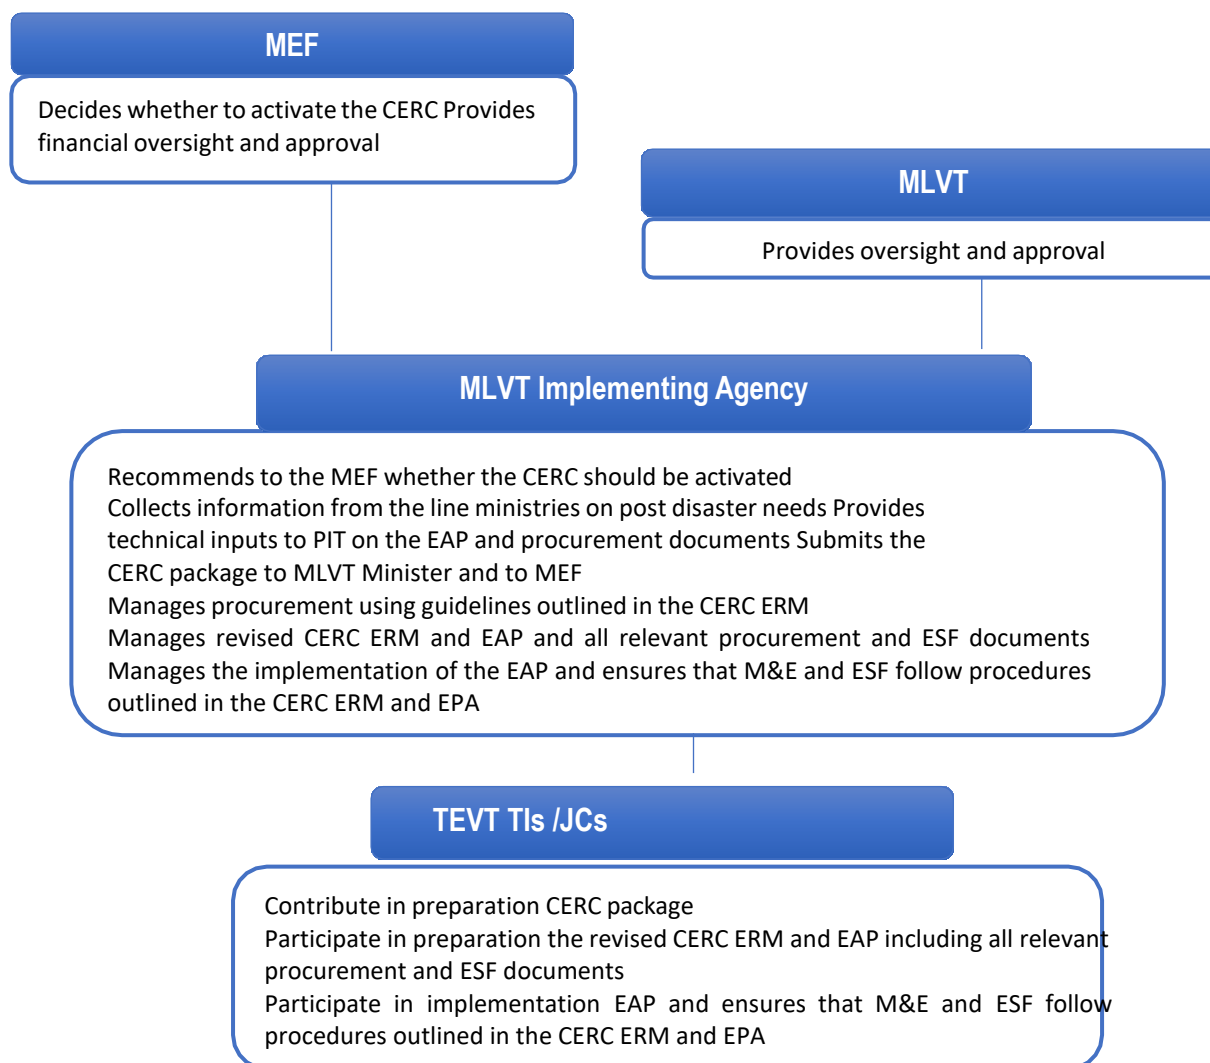 MEF
Decides whether to activate the CERC Provides
financial oversight and approval
MLVT
Provides oversight and approval
MLVT Implementing Agency
Recommends to the MEF whether the CERC should be activated
Collects information from the line ministries on post disaster needs Provides
technical inputs to PIT on the EAP and procurement documents Submits the
CERC package to MLVT Minister and to MEF
Manages procurement using guidelines outlined in the CERC ERM
Manages revised CERC ERM and EAP and all relevant procurement and ESF documents
Manages the implementation of the EAP and ensures that M&E and ESF follow procedures
outlined in the CERC ERM and EPA
TEVT TIs /JCs
Contribute in preparation CERC package
Participate in preparation the revised CERC ERM and EAP including all relevant
procurement and ESF documents
Participate in implementation EAP and ensures that M&E and ESF follow
procedures outlined in the CERC ERM and EPA